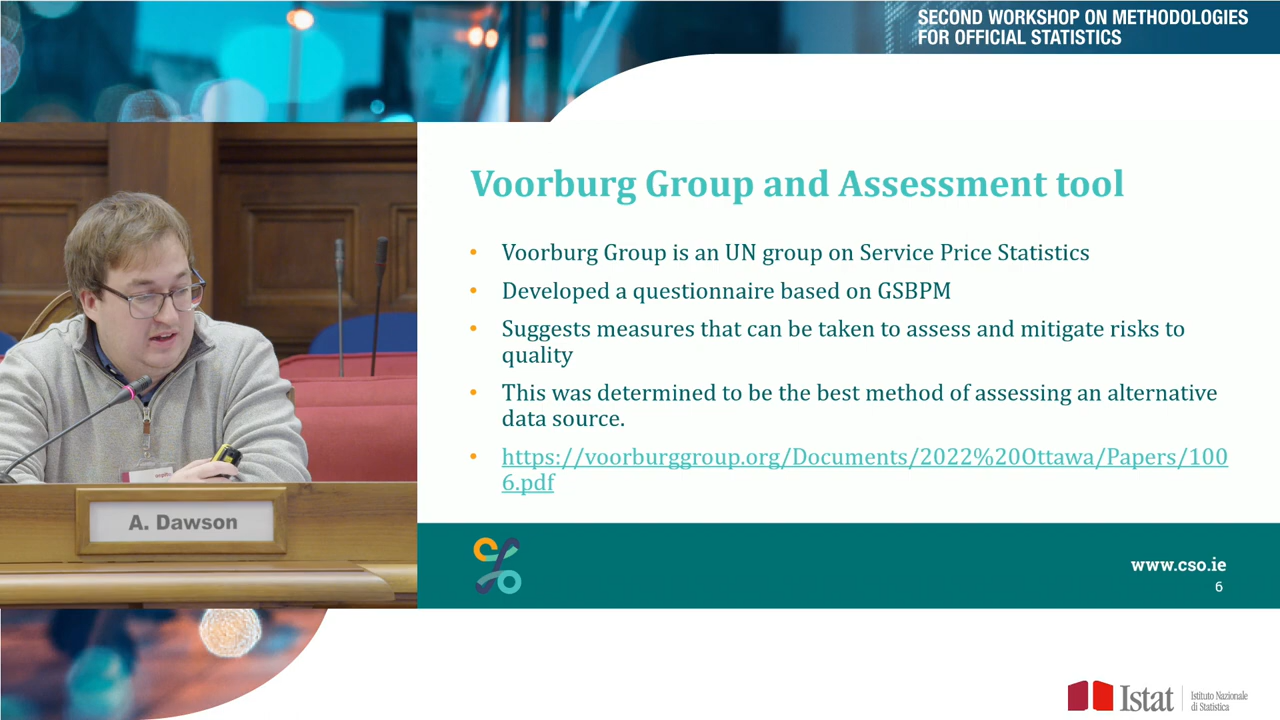 SECOND WORKSHOP ON METHODOLOGIES
FOR OFFICIAL STATISTICS
Voorburg Group and Assessment tool
• Voorburg Group is an UN group on Service Price Statistics
• Developed a questionnaire based on GSBPM
• Suggests measures that can be taken to assess and mitigate risks to
quality
• This was determined to be the best method of assessing an alternative
data source.
• https://voorburggroup.org/Documents/2022%20Ottawa/Papers/100
6.pdf
A. Dawson
www.cso.ie
6
Istat
Istituto Nazionale
di Statistica